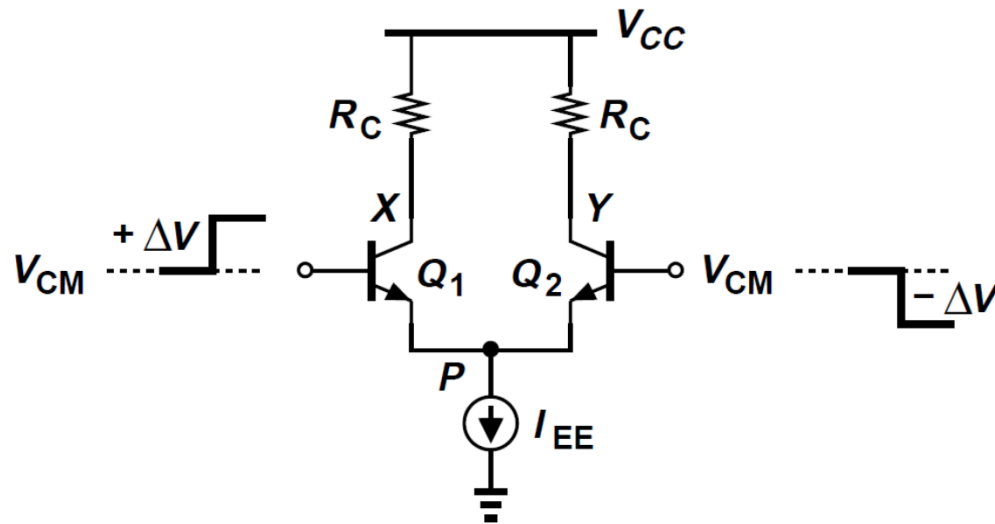 V_CC
R_C R_C
X Y
+ ΔV
V_CM Q_1 Q_2 V_CM
− ΔV
P
I_EE